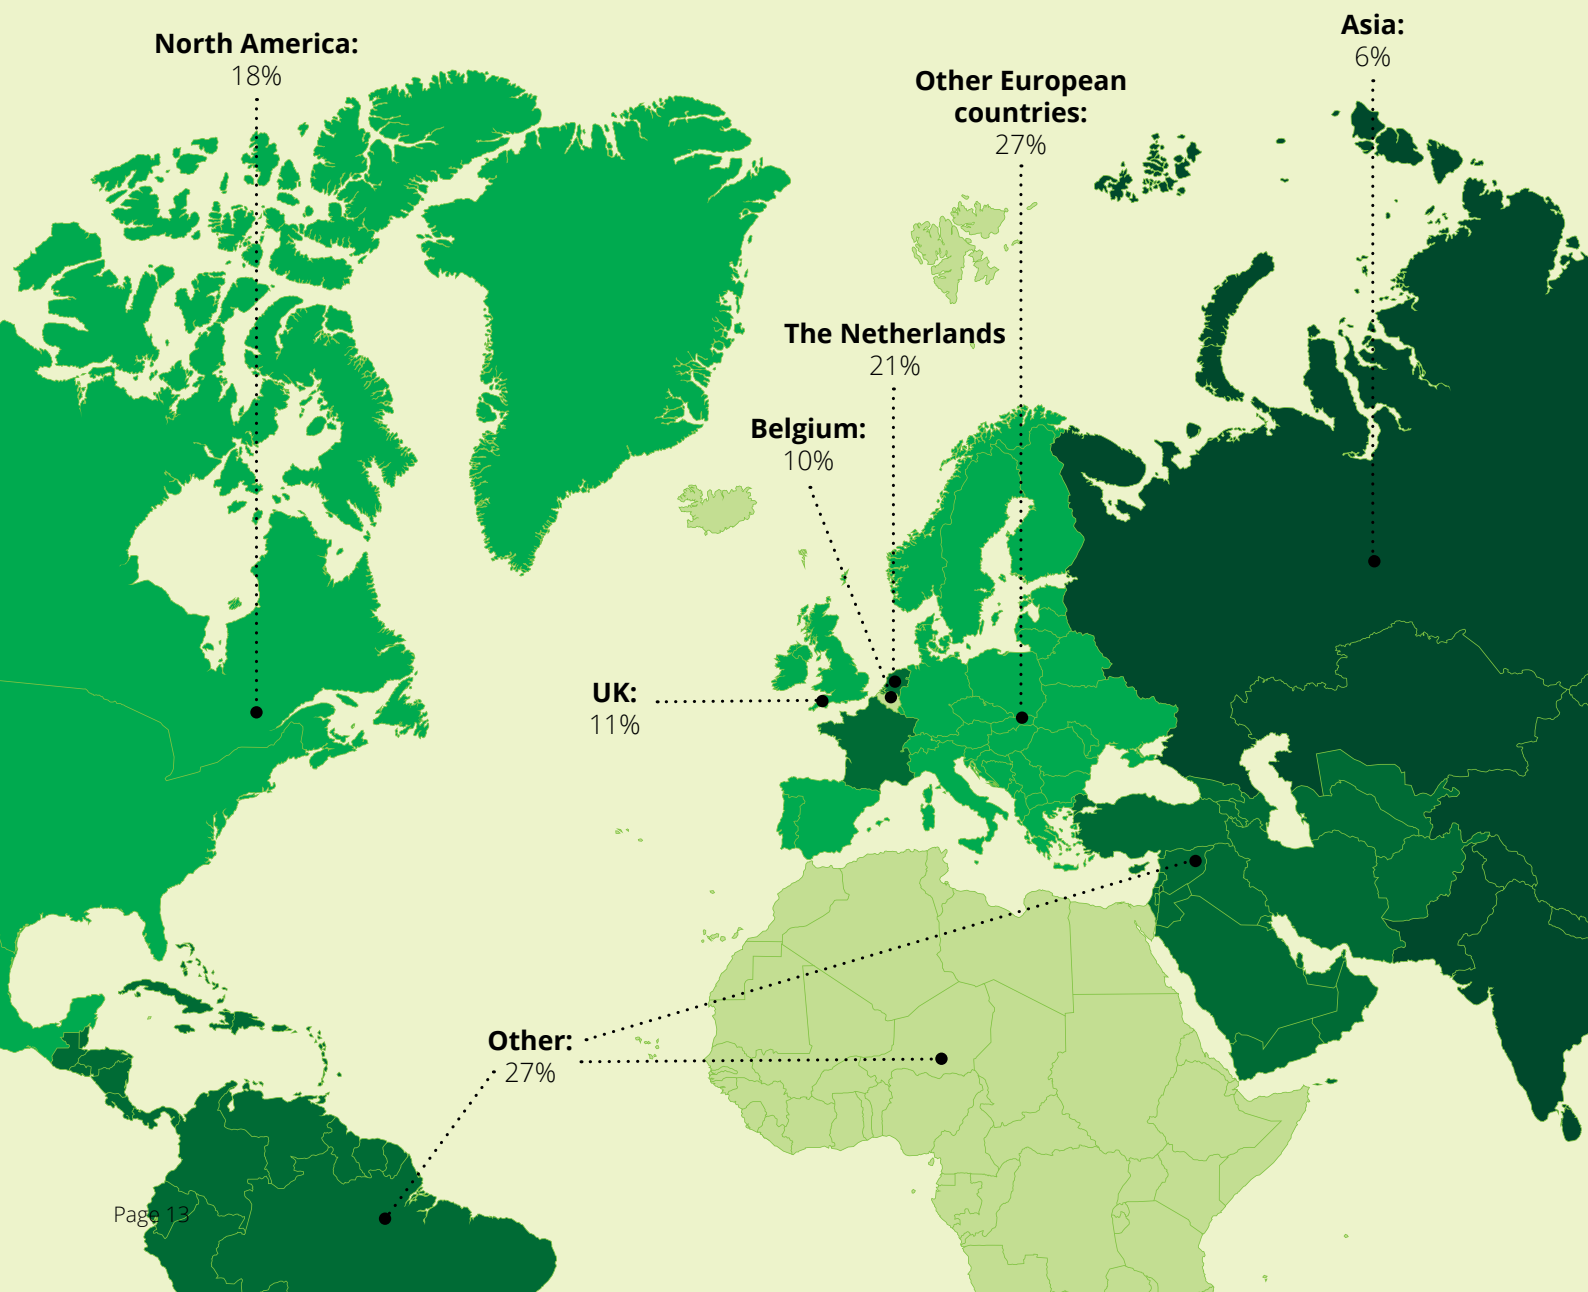 North America:
18%
Asia:
6%
Other European
countries:
27%
The Netherlands
21%
Belgium:
10%
UK:
11%
Other:
27%
Page 13